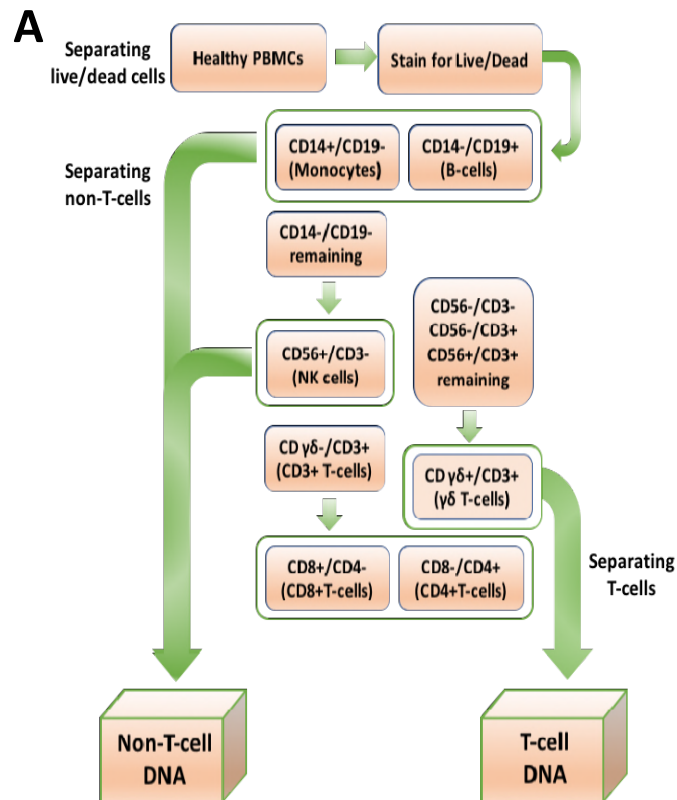 A
Separating
live/dead cells
Healthy PBMCs
Stain for Live/Dead
CD14+/CD19-
(Monocytes)
CD14-/CD19+
(B-cells)
Separating
non-T-cells
CD14-/CD19-
remaining
CD56-/CD3-
CD56-/CD3+
CD56+/CD3+
remaining
CD56+/CD3-
(NK cells)
CD γδ-/CD3+
(CD3+ T-cells)
CD γδ+/CD3+
(γδ T-cells)
CD8+/CD4-
(CD8+T-cells)
CD8-/CD4+
(CD4+T-cells)
Separating
T-cells
Non-T-cell
DNA
T-cell
DNA